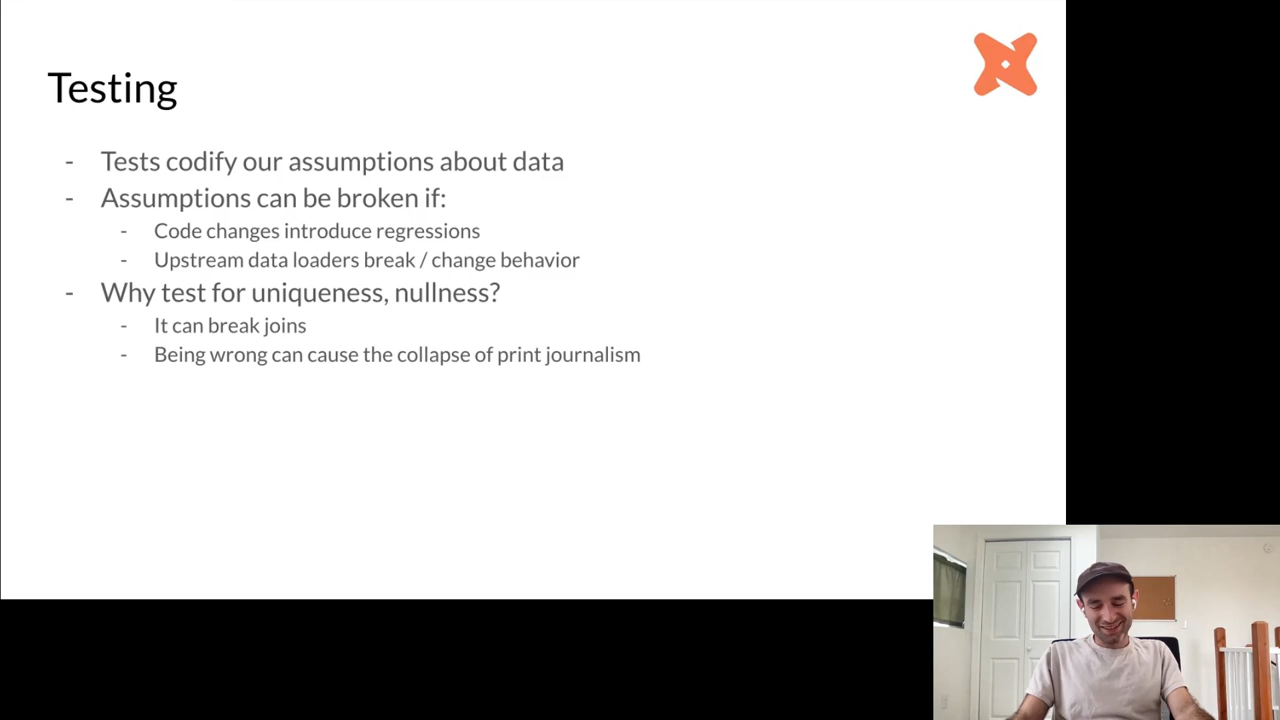 Testing
- Tests codify our assumptions about data
- Assumptions can be broken if:
- Code changes introduce regressions
- Upstream data loaders break / change behavior
- Why test for uniqueness, nullness?
- It can break joins
- Being wrong can cause the collapse of print journalism